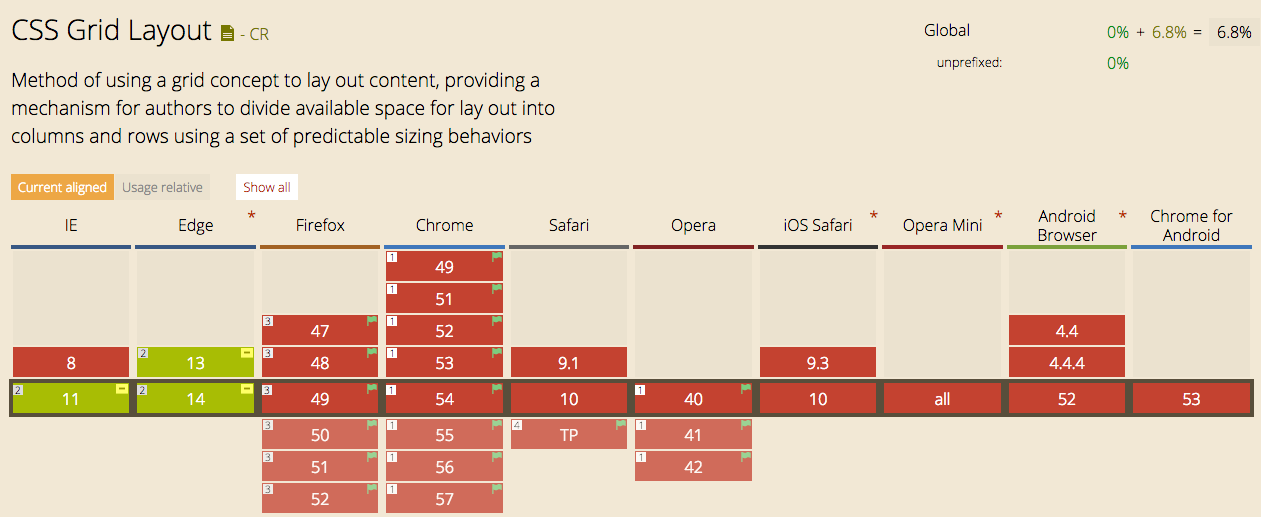 CSS Grid Layout - CR
Global 0% + 6.8% = 6.8%
unprefixed: 0%
Method of using a grid concept to lay out content, providing a
mechanism for authors to divide available space for lay out into
columns and rows using a set of predictable sizing behaviors
Current aligned Usage relative Show all
IE Edge * Firefox Chrome Safari Opera iOS Safari * Opera Mini * Android Browser * Chrome for Android
1 49
1 51
3 47 1 52 4.4
8 2 13 3 48 1 53 9.1 9.3 4.4.4
2 11 2 14 3 49 1 54 10 1 40 10 all 52 53
3 50 1 55 4 TP 1 41
3 51 1 56 1 42
3 52 1 57